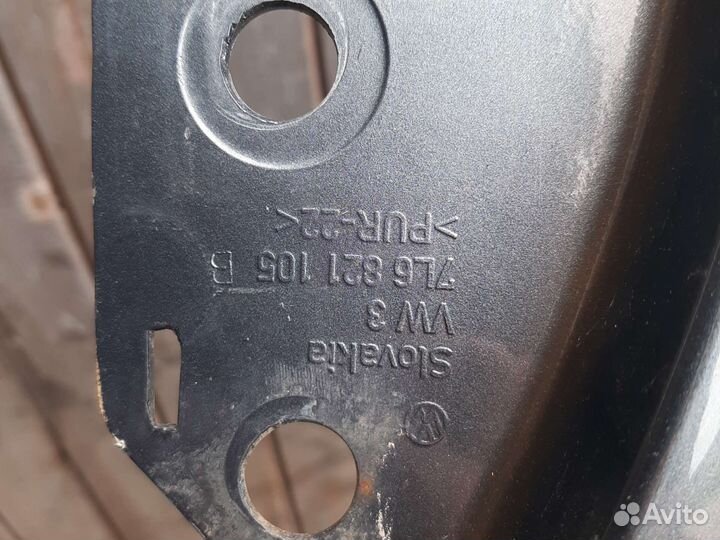 Slovakia
VW 3
7L6 821 105 B
>PUR-22<
Avito